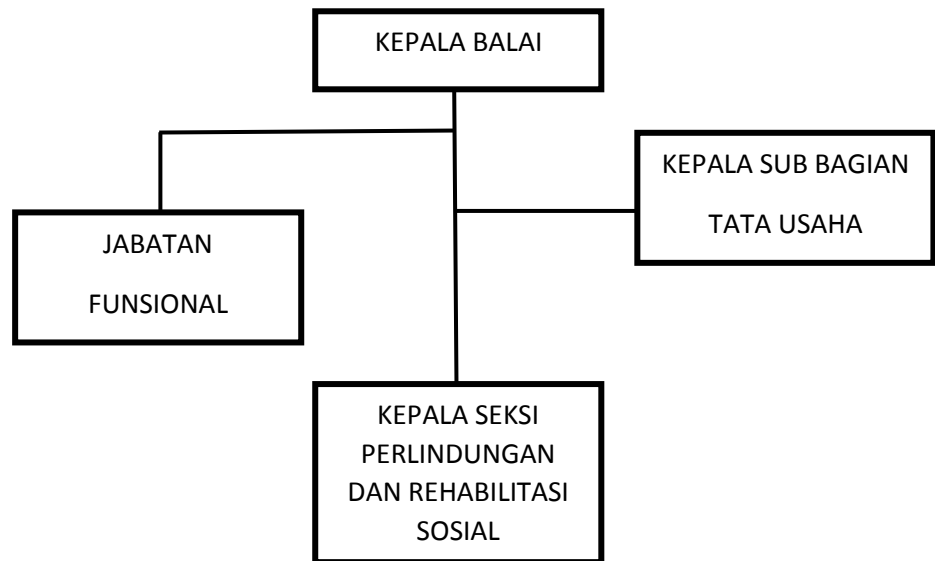 KEPALA BALAI
KEPALA SUB BAGIAN
TATA USAHA
JABATAN
FUNSIONAL
KEPALA SEKSI
PERLINDUNGAN
DAN REHABILITASI
SOSIAL